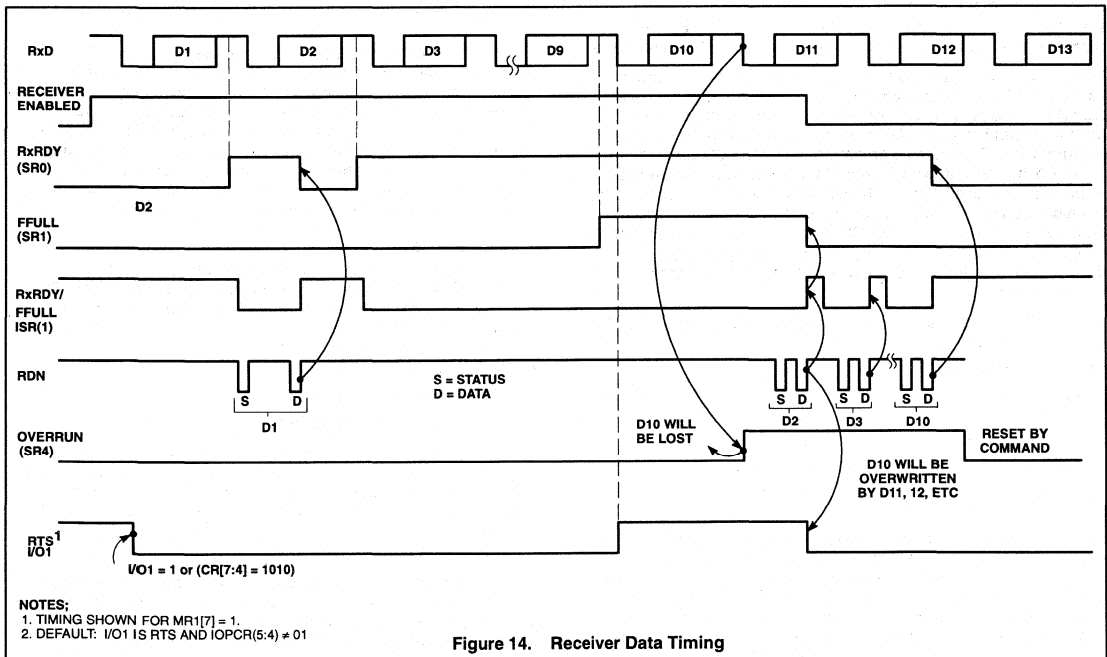 RxD
D1
D2
D3
D9
D10
D11
D12
D13
RECEIVER
ENABLED
RxRDY
(SR0)
D2
FFULL
(SR1)
RxRDY/
FFULL
ISR(1)
RDN
S
D
D1
S = STATUS
D = DATA
S D
D2
S D
D3
S D
D10
OVERRUN
(SR4)
D10 WILL
BE LOST
RESET BY
COMMAND
D10 WILL BE
OVERWRITTEN
BY D11, 12, ETC
RTS1
I/O1
I/O1 = 1 or (CR[7:4] = 1010)
NOTES;
1. TIMING SHOWN FOR MR1[7] = 1.
2. DEFAULT: I/O1 IS RTS AND IOPCR(5:4) ≠ 01
Figure 14. Receiver Data Timing